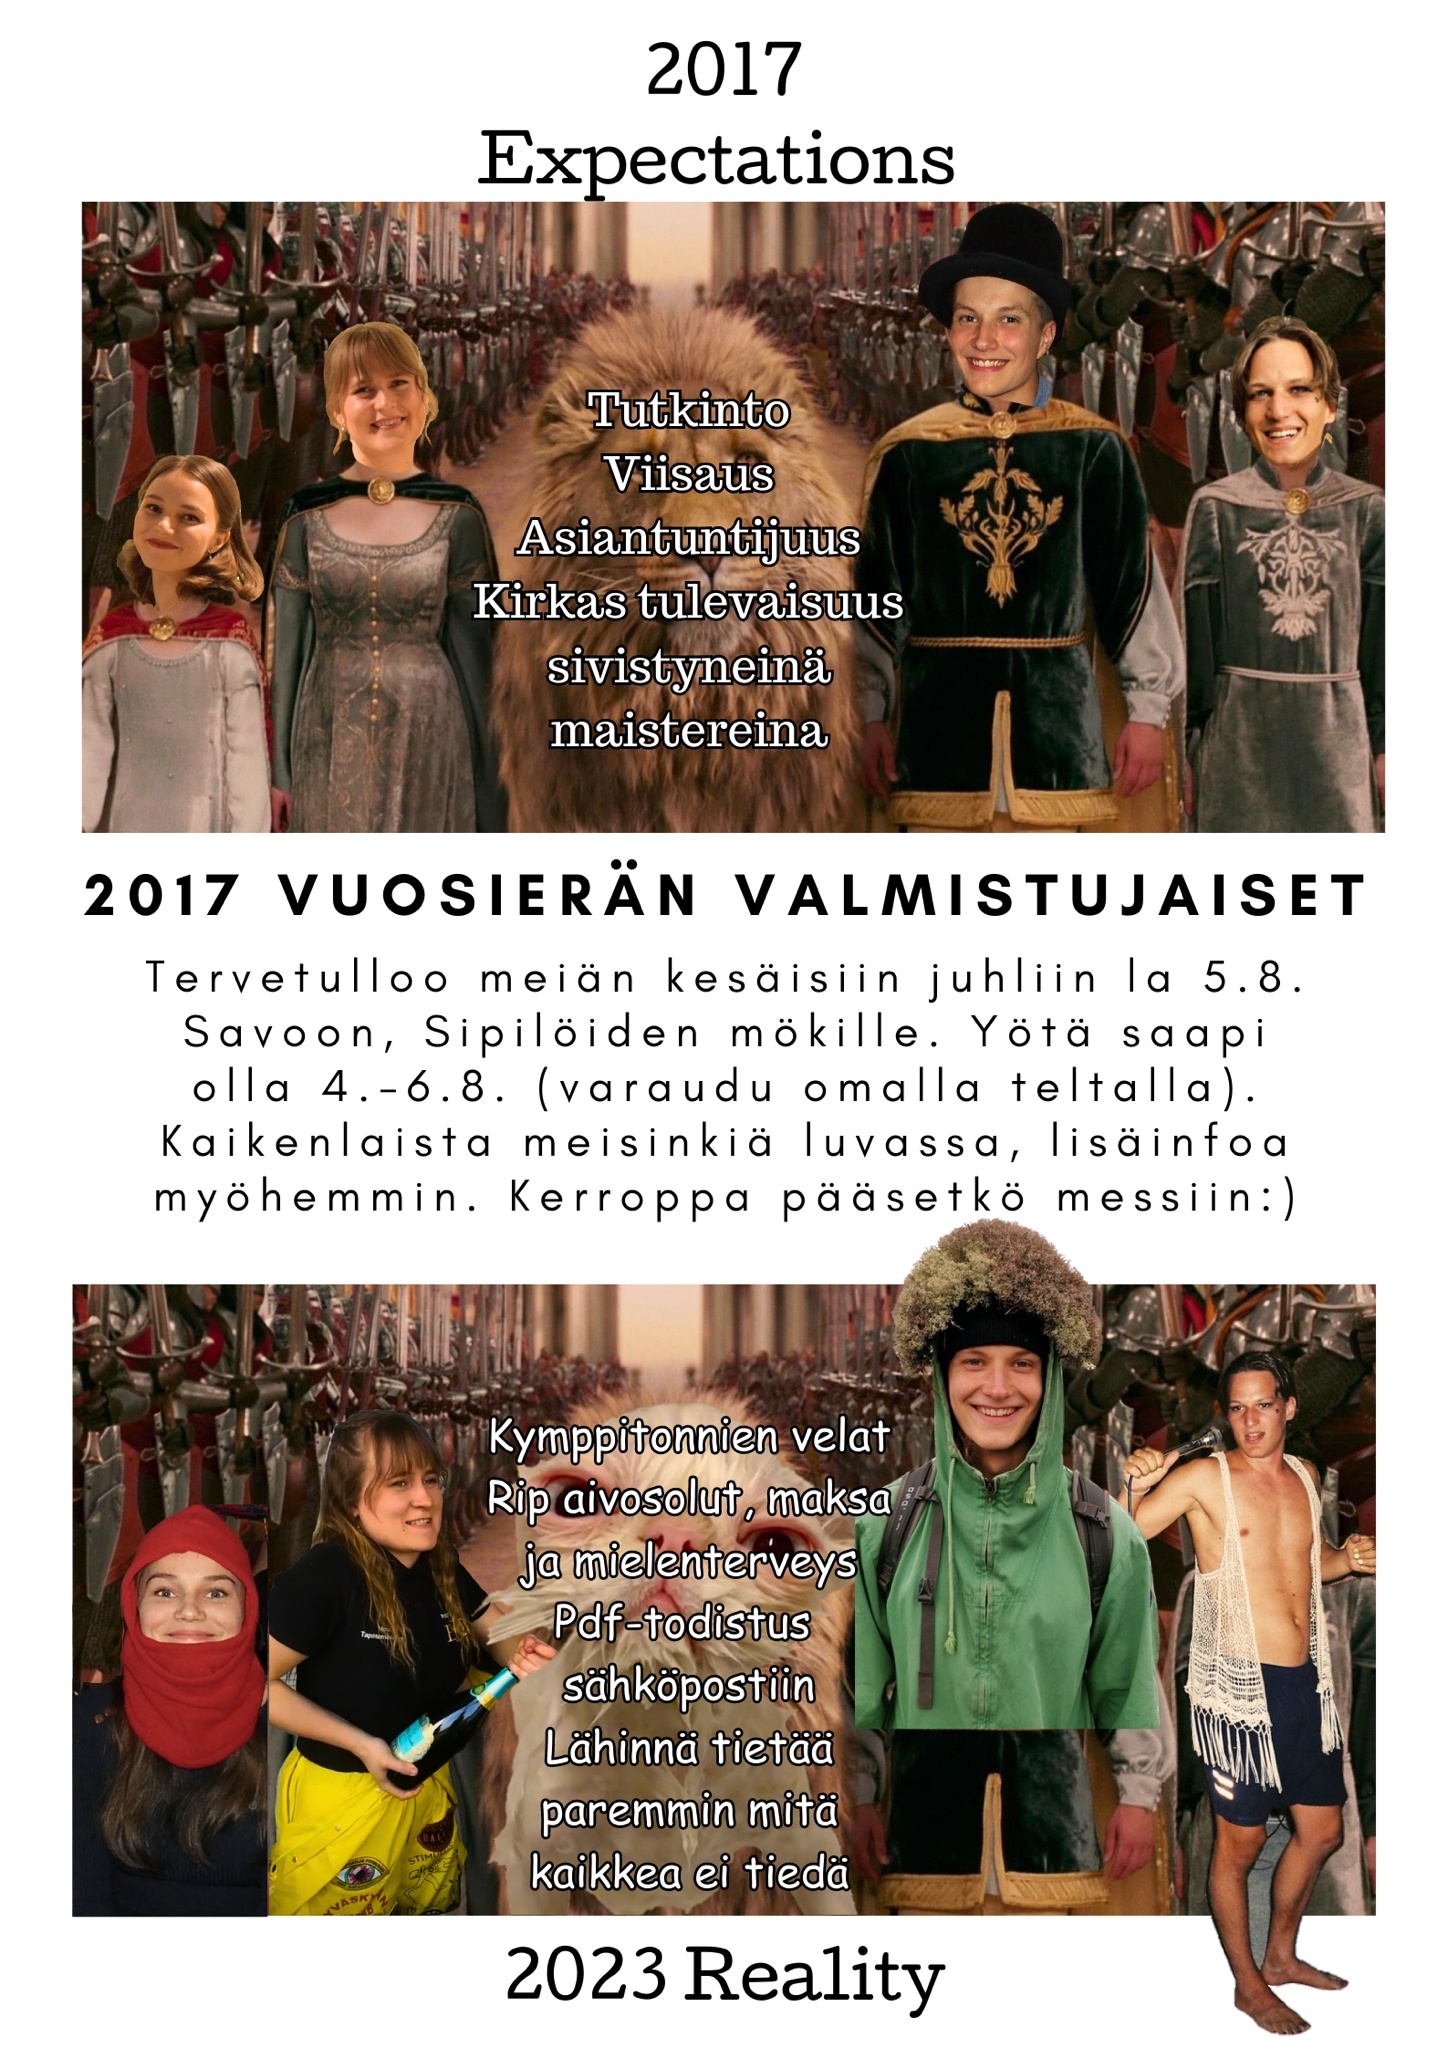 2017
Expectations
Tutkinto
Viisaus
Asiantuntijuus
Kirkas tulevaisuus
sivistyneinä
maistereina
2017 VUOSIERÄN VALMISTUJAISET
Tervetulloo meiän kesäisiin juhliin la 5.8.
Savoon, Sipilöiden mökille. Yötä saapi
olla 4.-6.8. (varaudu omalla teltalla).
Kaikenlaista meisinkiä luvassa, lisäinfoa
myöhemmin. Kerroppa pääsetkö messiin:)
Kymppitonnien velat
Rip aivosolut, maksa
ja mielenterveys
Pdf-todistus
sähköpostiin
Lähinnä tietää
paremmin mitä
kaikkea ei tiedä
2023 Reality